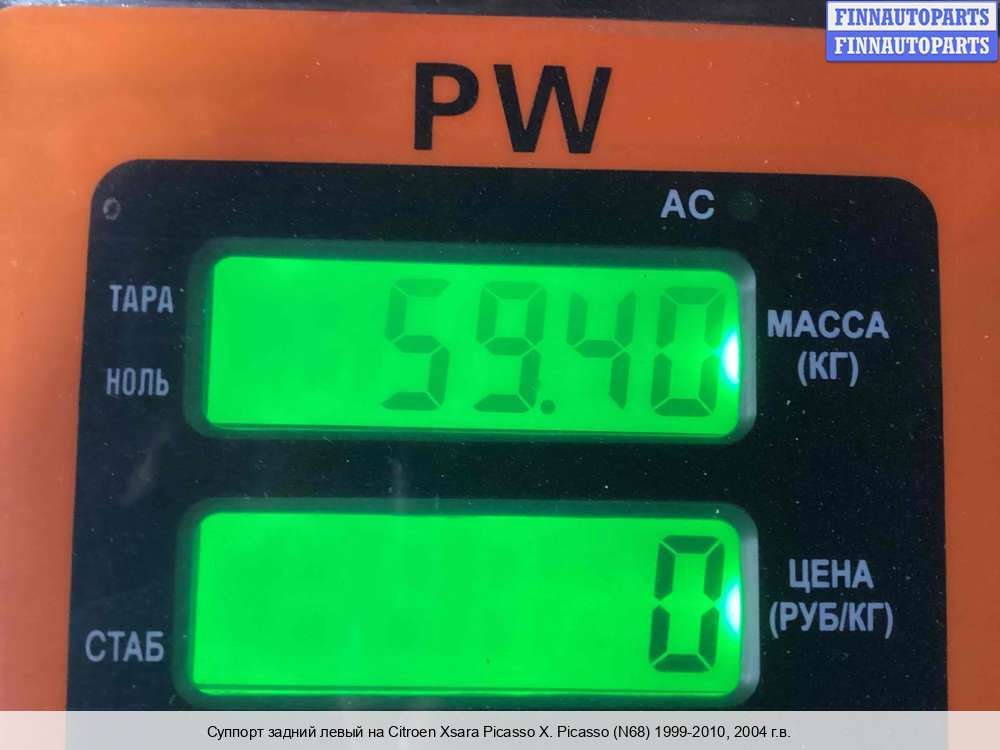 FINNAUTOPARTS
FINNAUTOPARTS
PW
AC
ТАРА
59.40
МАССА
(КГ)
НОЛЬ
0
ЦЕНА
(РУБ/КГ)
СТАБ
Суппорт задний левый на Citroen Xsara Picasso X. Picasso (N68) 1999-2010, 2004 г.в.